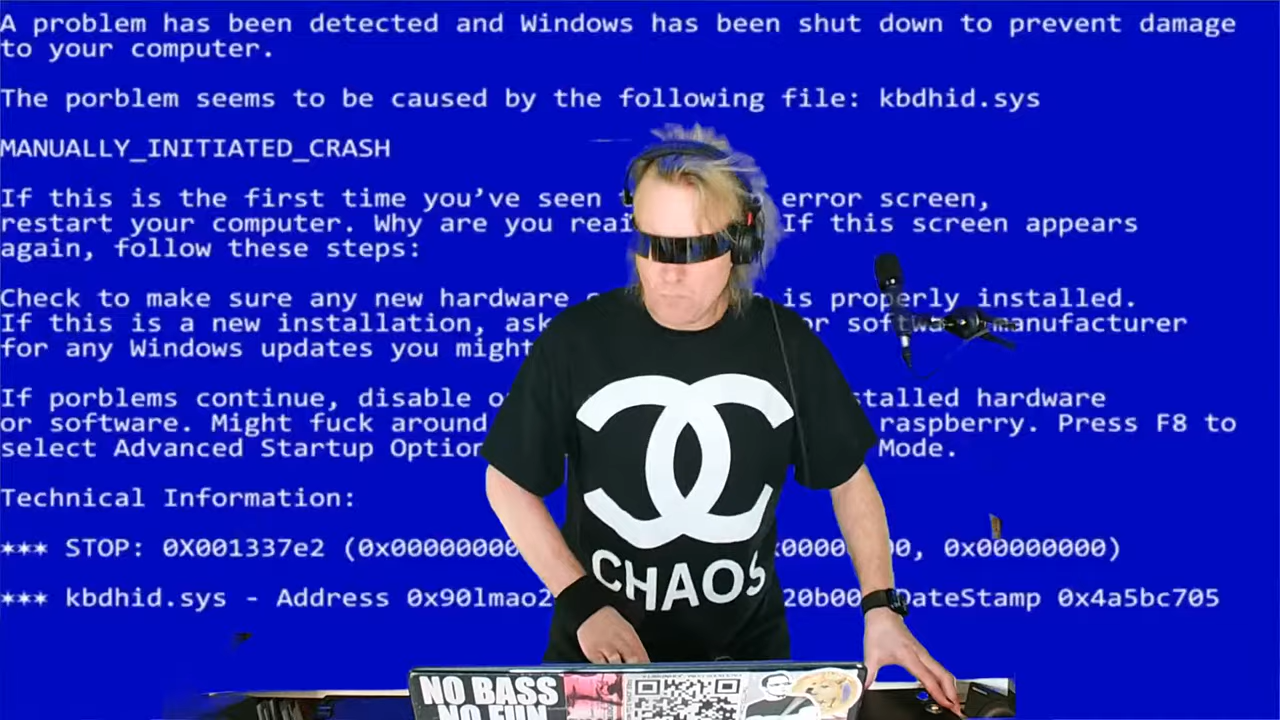 A problem has been detected and Windows has been shut down to prevent damage
to your computer.
The porblem seems to be caused by the following file: kbdhid.sys
MANUALLY_INITIATED_CRASH
If this is the first time you've seen error screen,
restart your computer. Why are you If this screen appears
again, follow these steps:
Check to make sure any new hardware is properly installed.
If this is a new installation, ask or software manufacturer
for any Windows updates you might
If porblems continue, disable installed hardware
or software. Might fuck around raspberry. Press F8 to
select Advanced Startup Mode.
Technical Information:
*** STOP: 0X001337e2 (0x00000000 0x00000000)
*** kbdhid.sys - Address DateStamp 0x4a5bc705
CHAOS
NO BASS
NO FUN